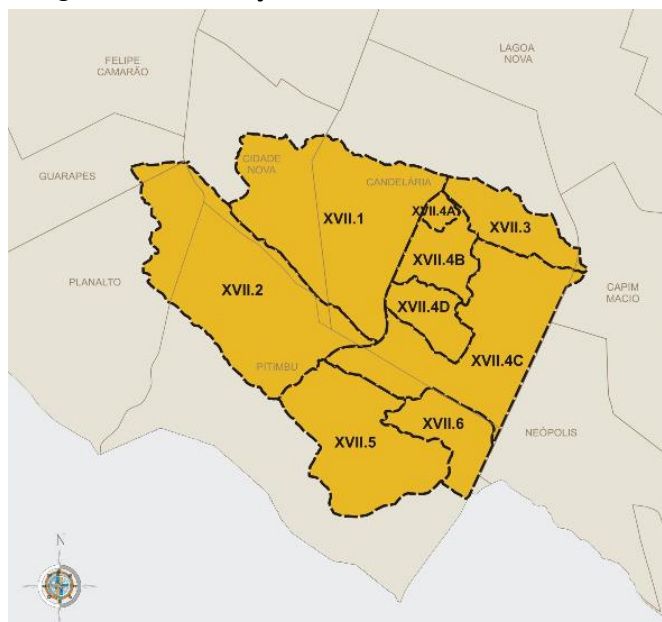 LAGOA
NOVA
FELIPE
CAMARÃO
CIDADE
NOVA
GUARAPES
CANDELÁRIA
XVII.4A
XVII.1
XVII.3
XVII.4B
PLANALTO
XVII.2
CAPIM
MACIO
XVII.4D
XVII.4C
PITIMBU
XVII.6
NEÓPOLIS
XVII.5
N